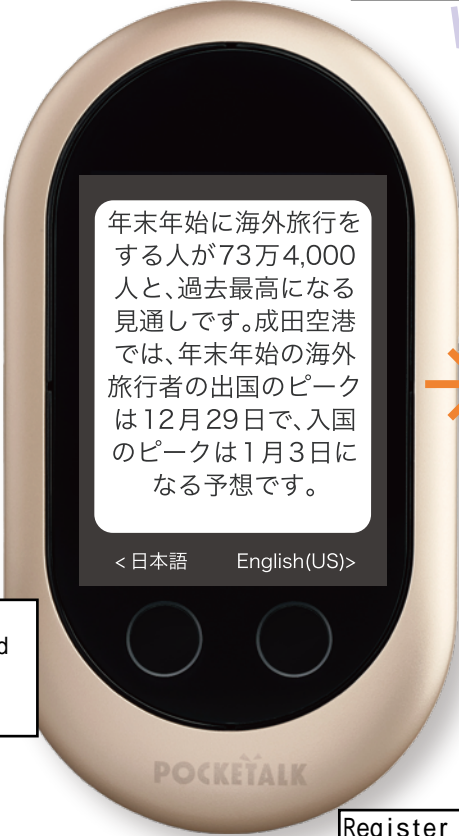 年末年始に海外旅行を
する人が73万4,000
人と、過去最高になる
見通しです。成田空港
では、年末年始の海外
旅行者の出国のピーク
は12月29日で、入国
のピークは1月3日に
なる予想です。
<日本語 English(US)>
d
POCKETALK
Register